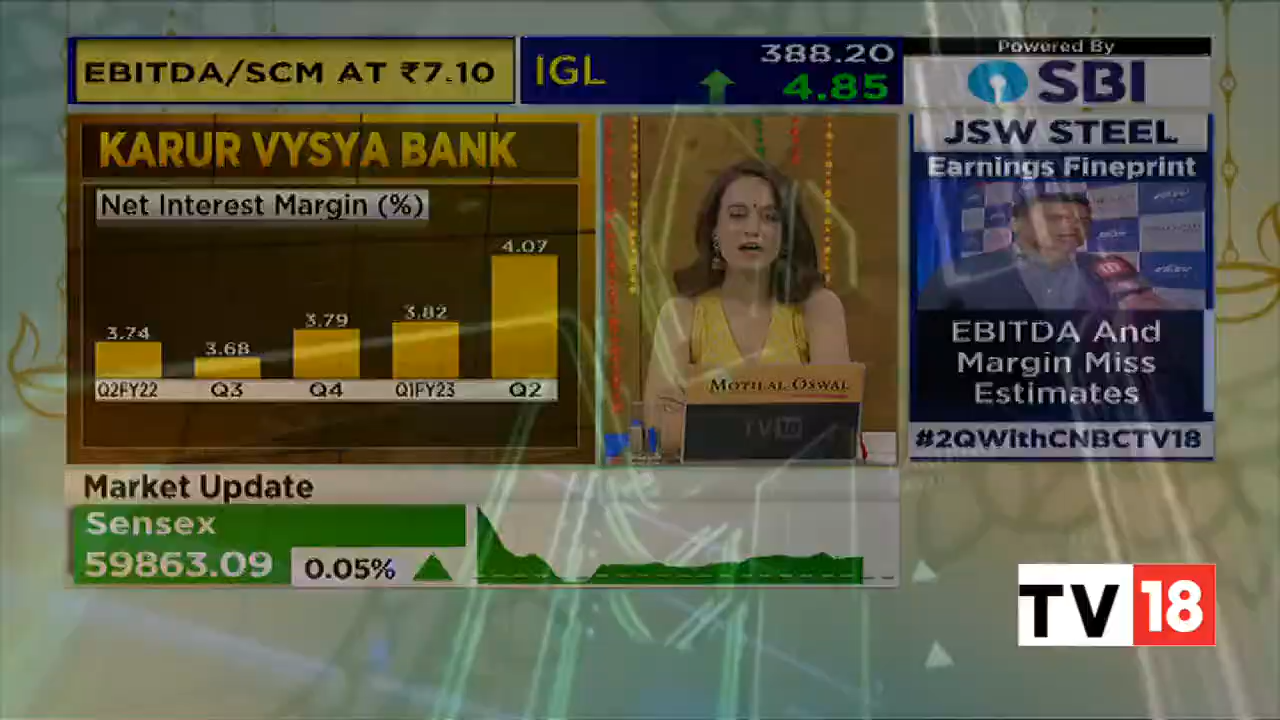 EBITDA/SCM AT ₹7.10
IGL
388.20
4.85
Powered By
SBI
KARUR VYSYA BANK
Net Interest Margin (%)
3.74
3.68
3.79
3.82
4.07
Q2FY22
Q3
Q4
Q1FY23
Q2
MOTILAL OSWAL
TV18
JSW STEEL
Earnings Fineprint
EBITDA And
Margin Miss
Estimates
#2QWithCNBCTV18
Market Update
Sensex
59863.09
0.05%
TV18